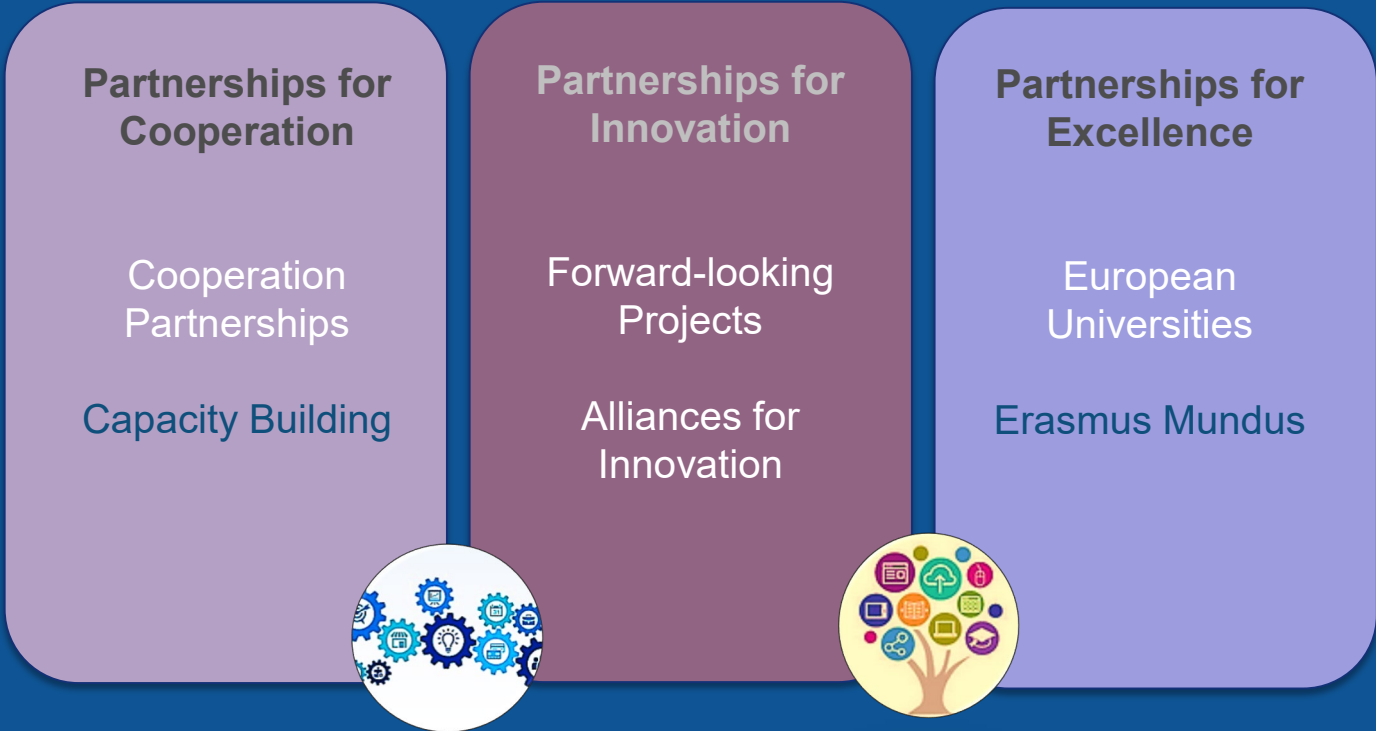 Partnerships for
Cooperation
Cooperation
Partnerships
Capacity Building
Partnerships for
Innovation
Forward-looking
Projects
Alliances for
Innovation
Partnerships for
Excellence
European
Universities
Erasmus Mundus